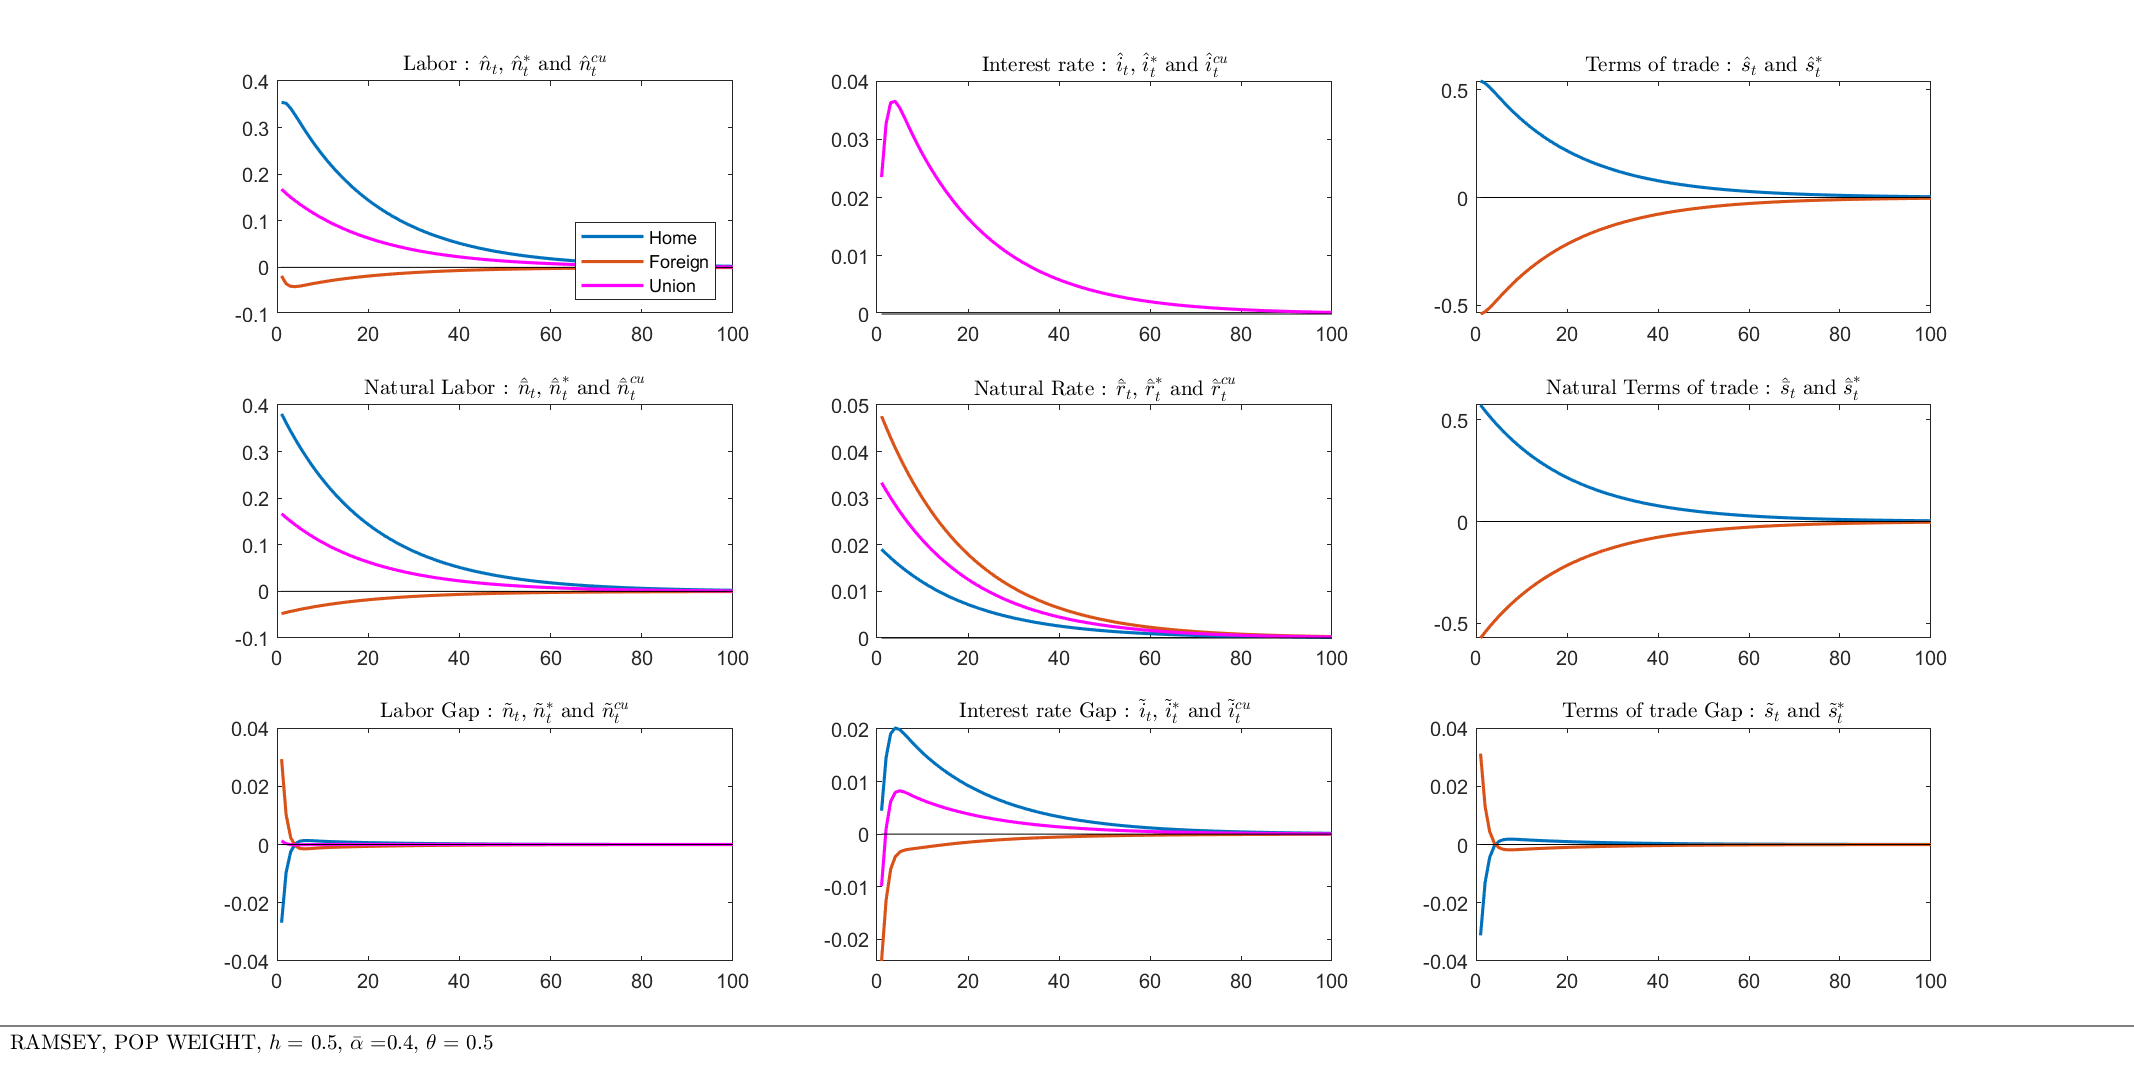 Labor : n̂ₜ, n̂ₜ* and n̂ₜᶜᵘ
0.4
0.3
0.2
0.1
0
-0.1
0 20 40 60 80 100
Home
Foreign
Union
Interest rate : î̂ₜ, î̂ₜ* and î̂ₜᶜᵘ
0.04
0.03
0.02
0.01
0
0 20 40 60 80 100
Terms of trade : ŝₜ and ŝₜ*
0.5
0
-0.5
0 20 40 60 80 100
Natural Labor : n̄̂ₜ, n̄̂ₜ* and n̄̂ₜᶜᵘ
0.4
0.3
0.2
0.1
0
-0.1
0 20 40 60 80 100
Natural Rate : r̄̂ₜ, r̄̂ₜ* and r̄̂ₜᶜᵘ
0.05
0.04
0.03
0.02
0.01
0
0 20 40 60 80 100
Natural Terms of trade : s̄̂ₜ and s̄̂ₜ*
0.5
0
-0.5
0 20 40 60 80 100
Labor Gap : ñₜ, ñₜ* and ñₜᶜᵘ
0.04
0.02
0
-0.02
-0.04
0 20 40 60 80 100
Interest rate Gap : ĩₜ, ĩₜ* and ĩₜᶜᵘ
0.02
0.01
0
-0.01
-0.02
0 20 40 60 80 100
Terms of trade Gap : s̃ₜ and s̃ₜ*
0.04
0.02
0
-0.02
-0.04
0 20 40 60 80 100
RAMSEY, POP WEIGHT, h = 0.5, ᾱ =0.4, θ = 0.5